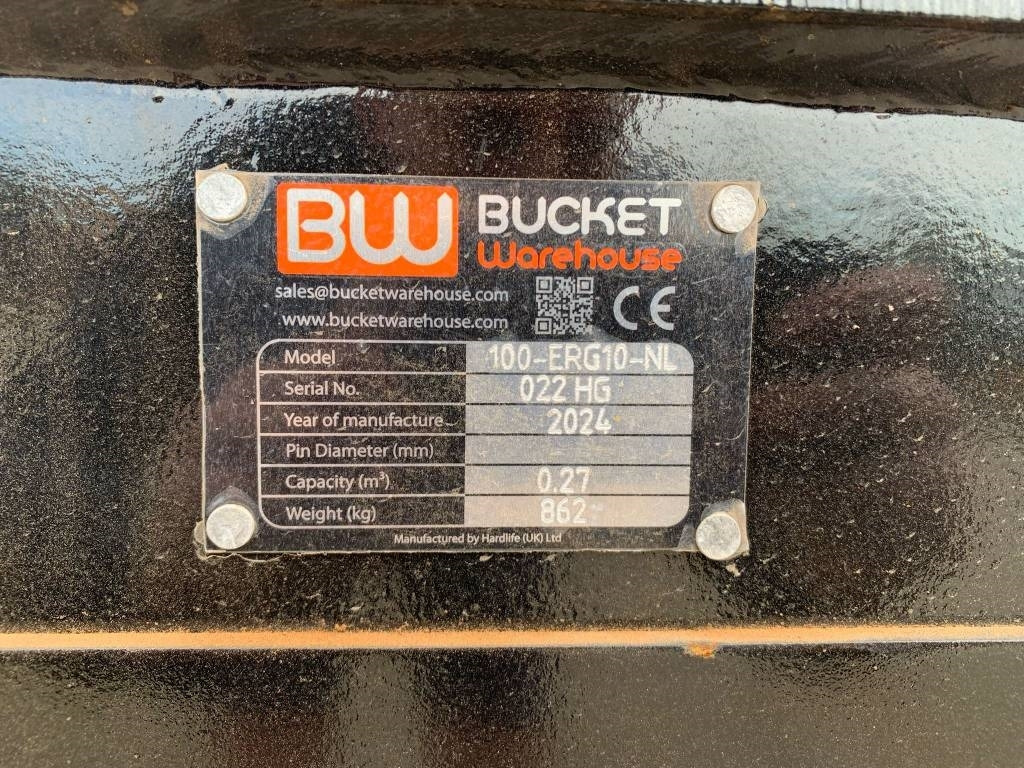 BW BUCKET
Warehouse
sales@bucketwarehouse.com
www.bucketwarehouse.com
CE
Model 100-ERG10-NL
Serial No. 022 HG
Year of manufacture 2024
Pin Diameter (mm)
Capacity (m³) 0.27
Weight (kg) 862
Manufactured by Hardlife (UK) Ltd